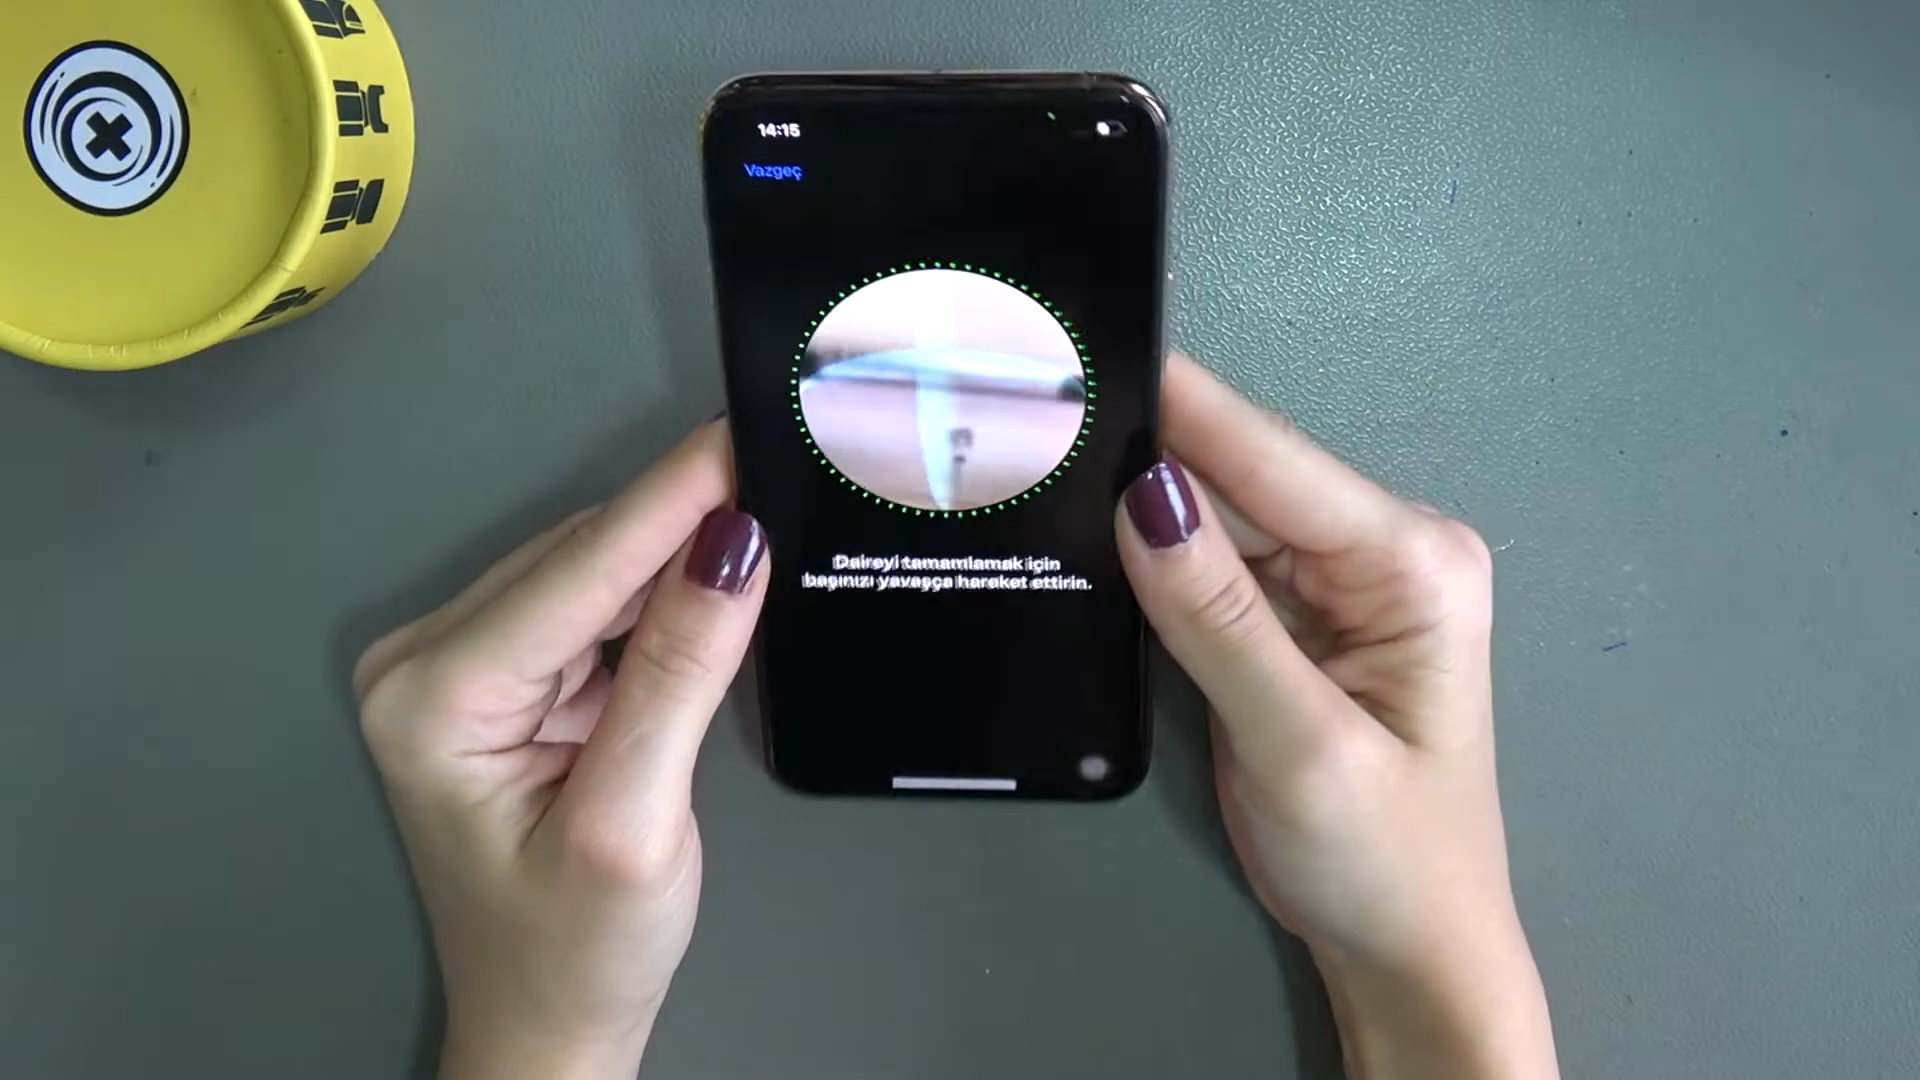 14:15
Vazgeç
Daireyi tamamlamak için
başınızı yavaşça hareket ettirin.